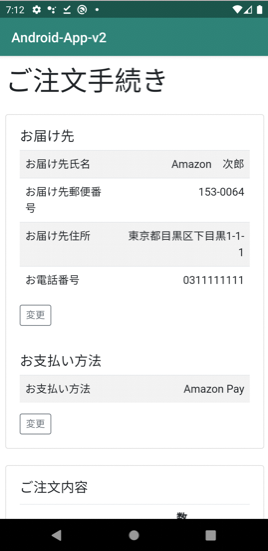 7:12
Android-App-v2
ご注文手続き
お届け先
お届け先氏名 Amazon 次郎
お届け先郵便番 153-0064
号
お届け先住所 東京都目黒区下目黒1-1-
1
お電話番号 0311111111
変更
お支払い方法
お支払い方法 Amazon Pay
変更
ご注文内容